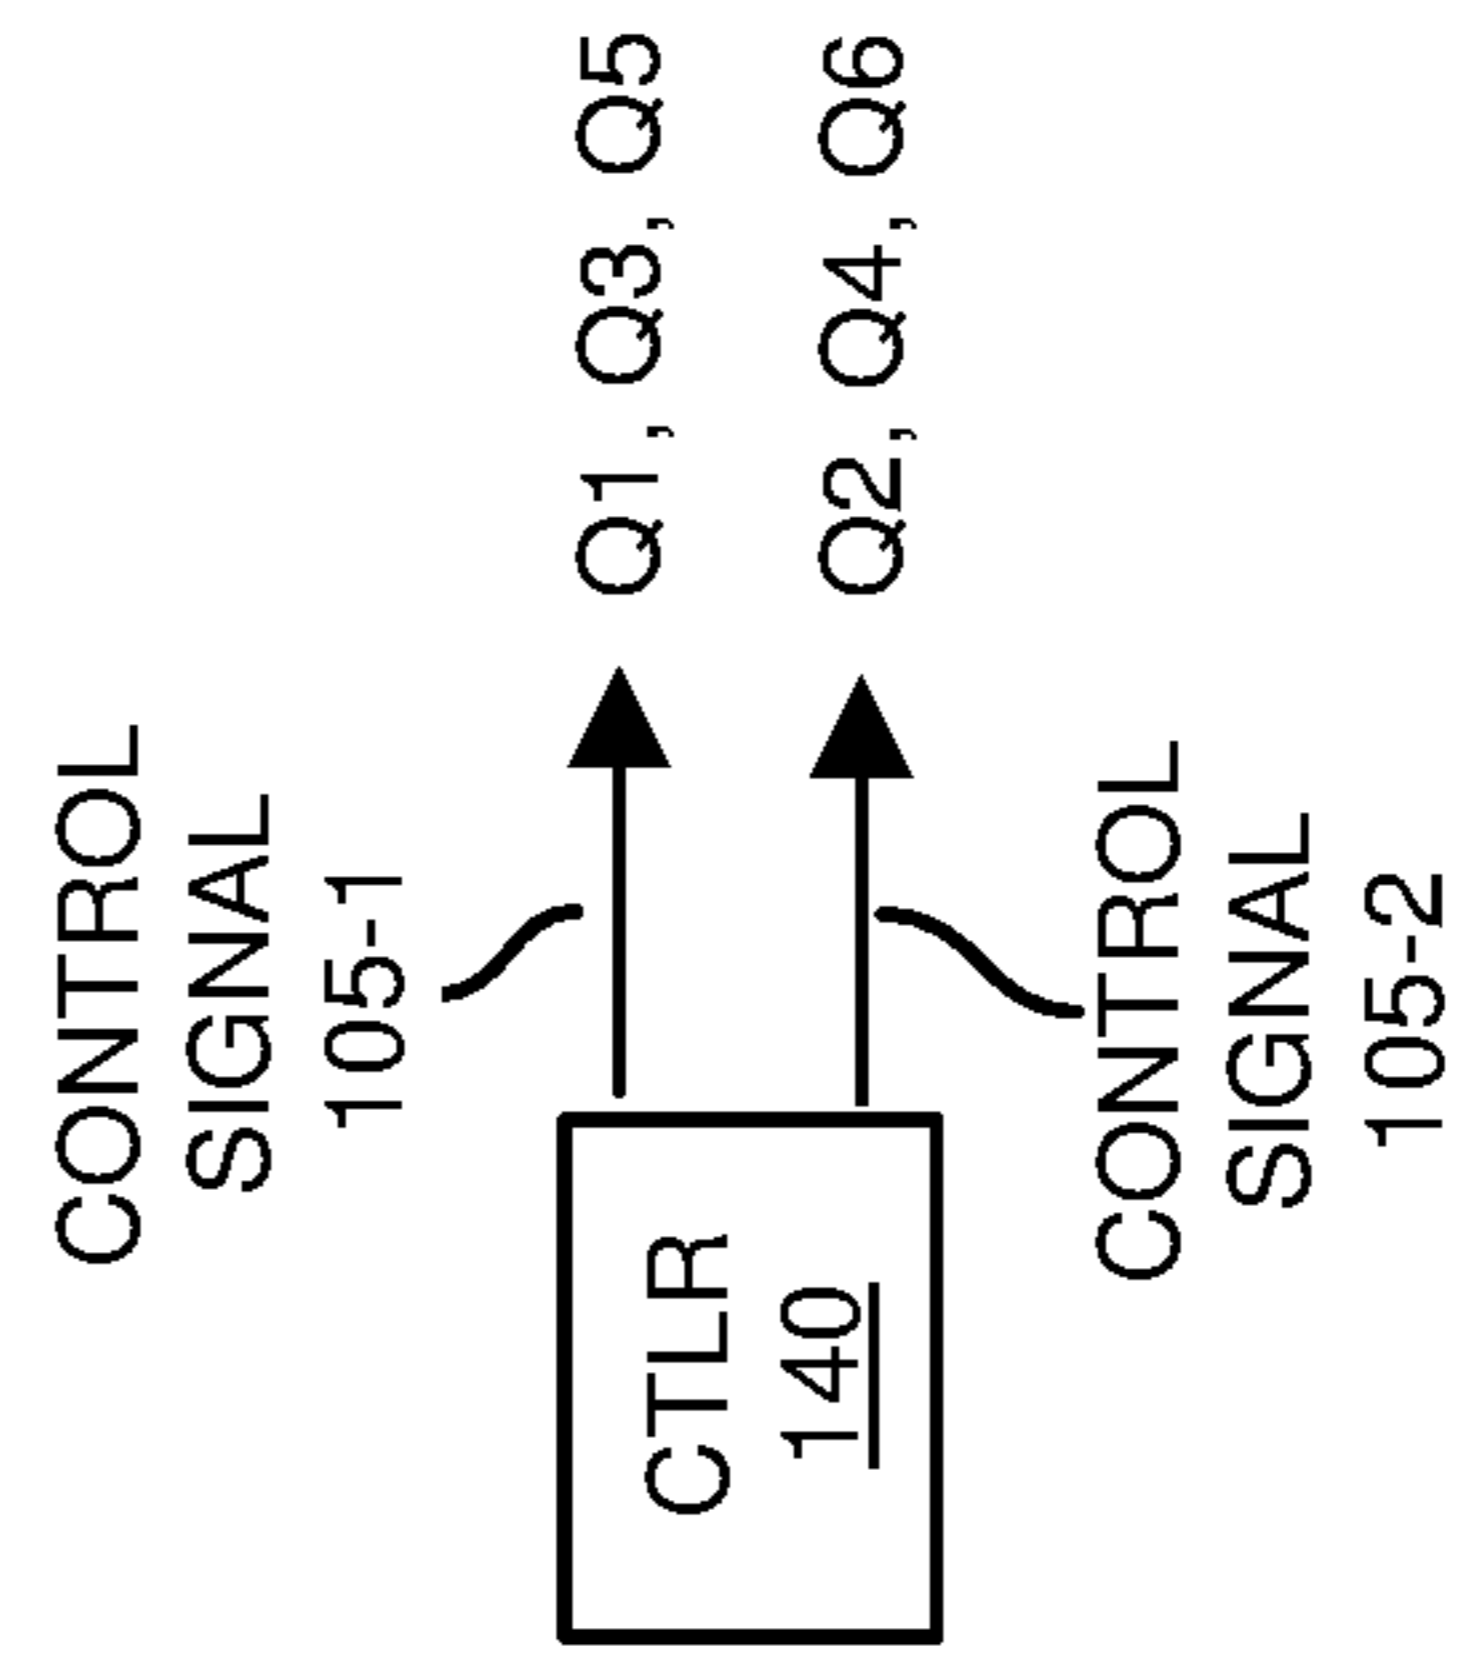 CONTROL
SIGNAL
105-1
Q1, Q3, Q5
CTLR
140
Q2, Q4, Q6
CONTROL
SIGNAL
105-2